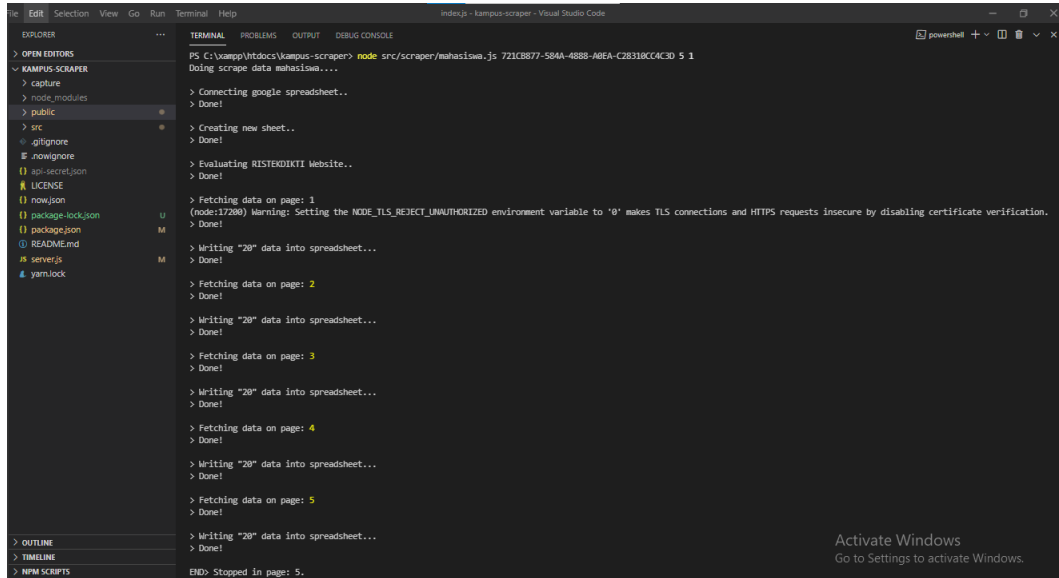 File Edit Selection View Go Run Terminal Help
index.js - kampus-scraper - Visual Studio Code
EXPLORER
OPEN EDITORS
KAMPUS-SCRAPER
capture
node_modules
public
src
.gitignore
.nowignore
api-secret.json
LICENSE
now.json
package-lock.json U
package.json M
README.md
JS server.js M
yarn.lock
OUTLINE
TIMELINE
NPM SCRIPTS
TERMINAL PROBLEMS OUTPUT DEBUG CONSOLE
powershell
PS C:\xampp\htdocs\kampus-scraper> node src/scraper/mahasiswa.js 721CB877-584A-4888-A0EA-C28310CC4C3D 5 1
Doing scrape data mahasiswa....
> Connecting google spreadsheet..
> Done!
> Creating new sheet..
> Done!
> Evaluating RISTEKDIKTI Website..
> Done!
> Fetching data on page: 1
(node:17200) Warning: Setting the NODE_TLS_REJECT_UNAUTHORIZED environment variable to '0' makes TLS connections and HTTPS requests insecure by disabling certificate verification.
> Done!
> Writing "20" data into spreadsheet...
> Done!
> Fetching data on page: 2
> Done!
> Writing "20" data into spreadsheet...
> Done!
> Fetching data on page: 3
> Done!
> Writing "20" data into spreadsheet...
> Done!
> Fetching data on page: 4
> Done!
> Writing "20" data into spreadsheet...
> Done!
> Fetching data on page: 5
> Done!
> Writing "20" data into spreadsheet...
> Done!
END> Stopped in page: 5.
Activate Windows
Go to Settings to activate Windows.